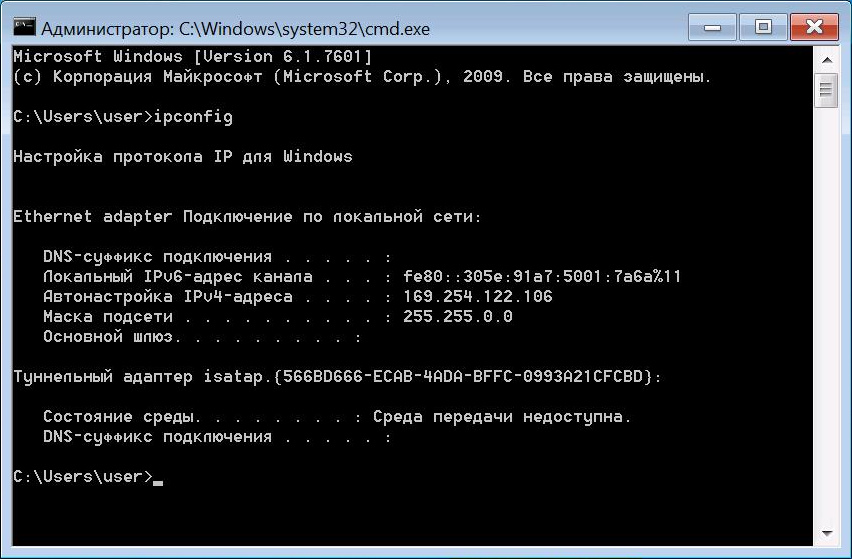 Администратор: C:\Windows\system32\cmd.exe
Microsoft Windows [Version 6.1.7601]
(c) Корпорация Майкрософт (Microsoft Corp.), 2009. Все права защищены.
C:\Users\user>ipconfig
Настройка протокола IP для Windows
Ethernet adapter Подключение по локальной сети:
DNS-суффикс подключения . . . . . :
Локальный IPv6-адрес канала . . . : fe80::305e:91a7:5001:7a6a%11
Автонастройка IPv4-адреса . . . . : 169.254.122.106
Маска подсети . . . . . . . . . . : 255.255.0.0
Основной шлюз. . . . . . . . . :
Туннельный адаптер isatap.{566BD666-ECAB-4ADA-BFFC-0993A21CFCBD}:
Состояние среды. . . . . . . . : Среда передачи недоступна.
DNS-суффикс подключения . . . . . :
C:\Users\user>_